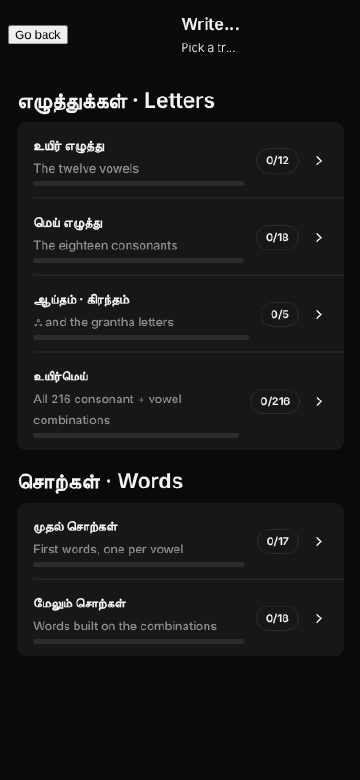 Go back
Write...
Pick a tr...
எழுத்துக்கள் · Letters
உயிர் எழுத்து
The twelve vowels
0/12
மெய் எழுத்து
The eighteen consonants
0/18
ஆய்தம் · கிரந்தம்
ஃ and the grantha letters
0/5
உயிர்மெய்
All 216 consonant + vowel
combinations
0/216
சொற்கள் · Words
முதல் சொற்கள்
First words, one per vowel
0/17
மேலும் சொற்கள்
Words built on the combinations
0/18